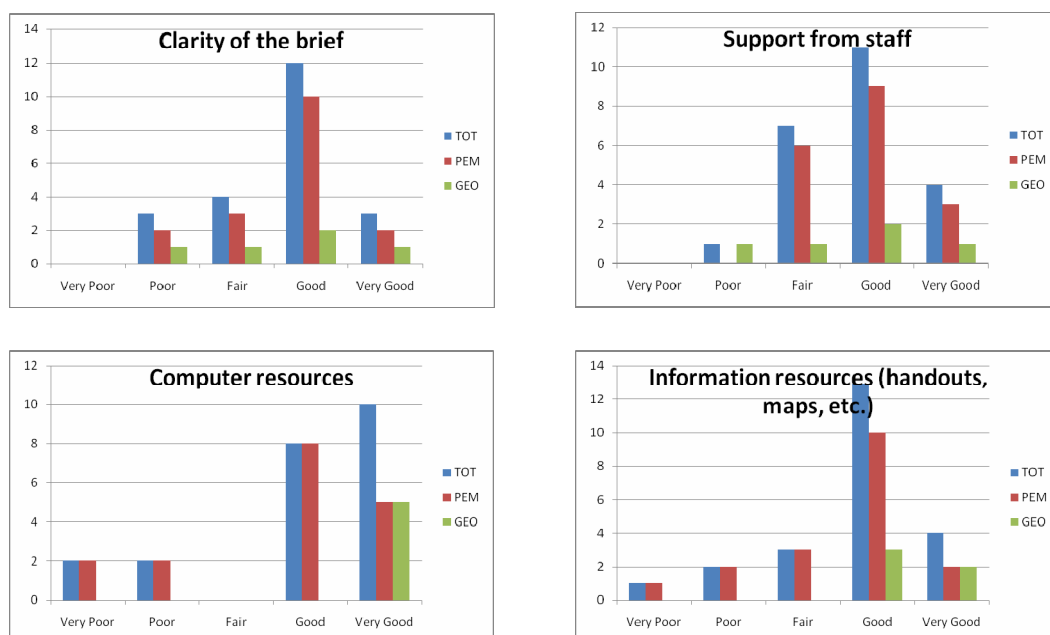 Clarity of the brief
14
12
10
8
6
4
2
0
Very Poor Poor Fair Good Very Good
TOT
PEM
GEO
Support from staff
12
10
8
6
4
2
0
Very Poor Poor Fair Good Very Good
TOT
PEM
GEO
Computer resources
12
10
8
6
4
2
0
Very Poor Poor Fair Good Very Good
TOT
PEM
GEO
Information resources (handouts,
maps, etc.)
14
12
10
8
6
4
2
0
Very Poor Poor Fair Good Very Good
TOT
PEM
GEO